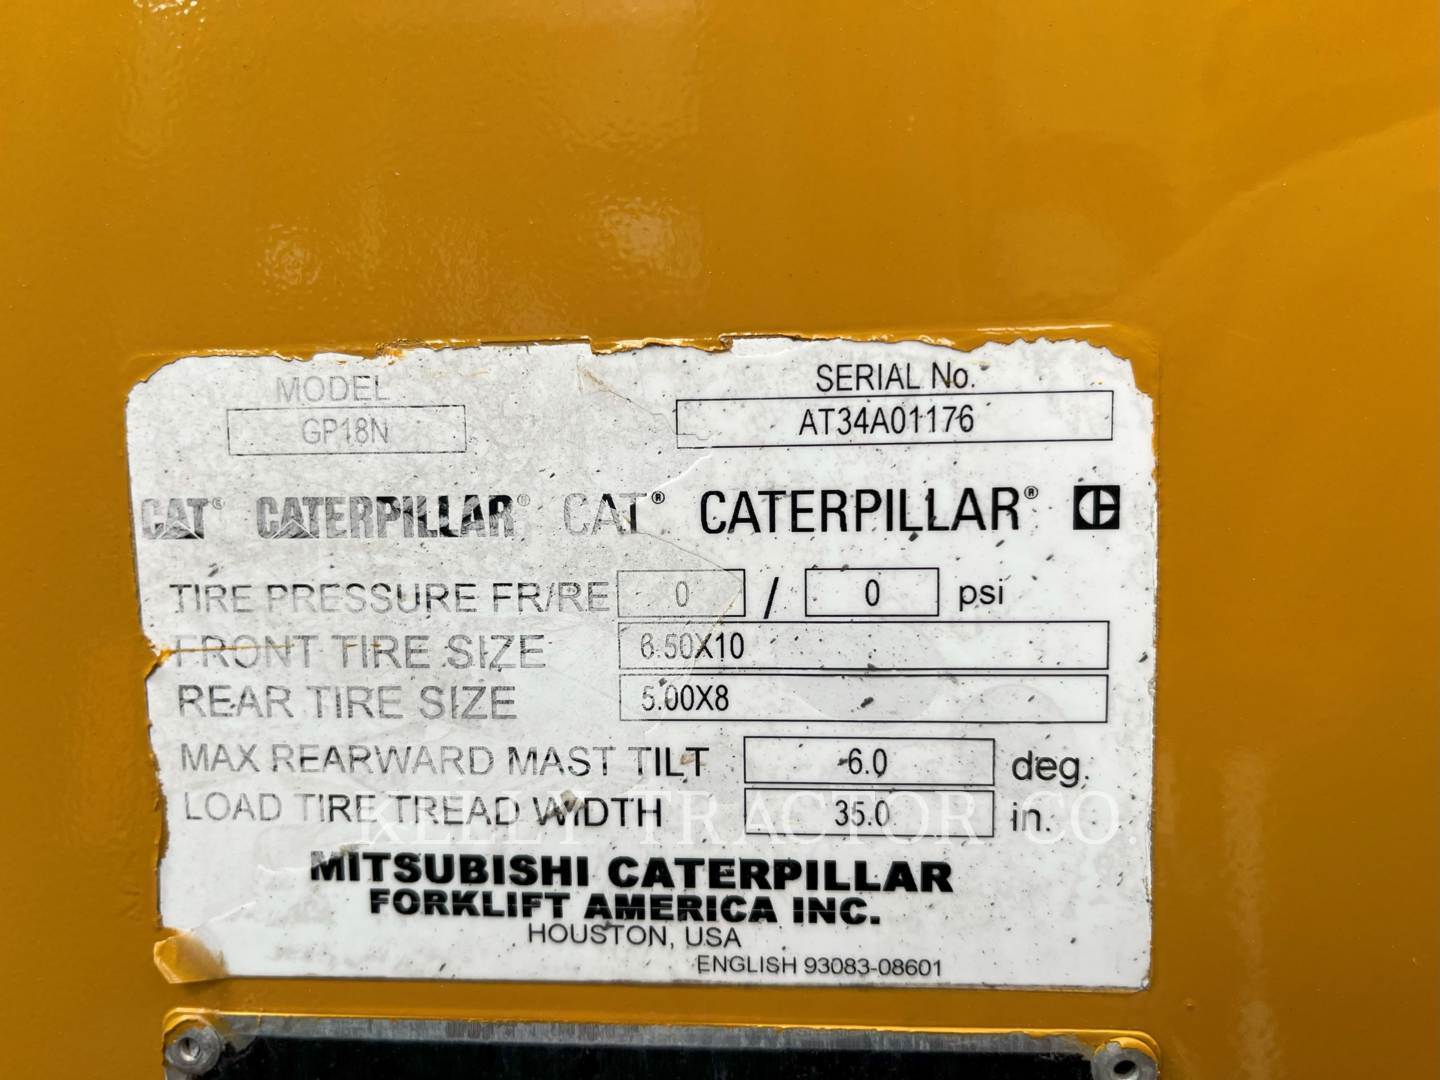 MODEL SERIAL No.
GP18N AT34A01176
CAT® CATERPILLAR® CAT® CATERPILLAR®
TIRE PRESSURE FR/RE 0 / 0 psi
FRONT TIRE SIZE 6.50X10
REAR TIRE SIZE 5.00X8
MAX REARWARD MAST TILT -6.0 deg.
LOAD TIRE TREAD WIDTH 35.0 in.
KELLY TRACTOR CO.
MITSUBISHI CATERPILLAR
FORKLIFT AMERICA INC.
HOUSTON, USA
ENGLISH 93083-08601